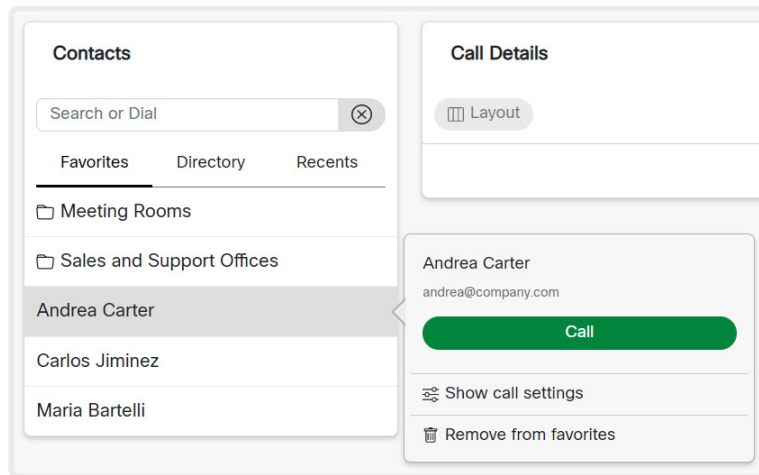 Contacts
Search or Dial
Favorites Directory Recents
Meeting Rooms
Sales and Support Offices
Andrea Carter
Carlos Jiminez
Maria Bartelli
Call Details
Layout
Andrea Carter
andrea@company.com
Call
Show call settings
Remove from favorites